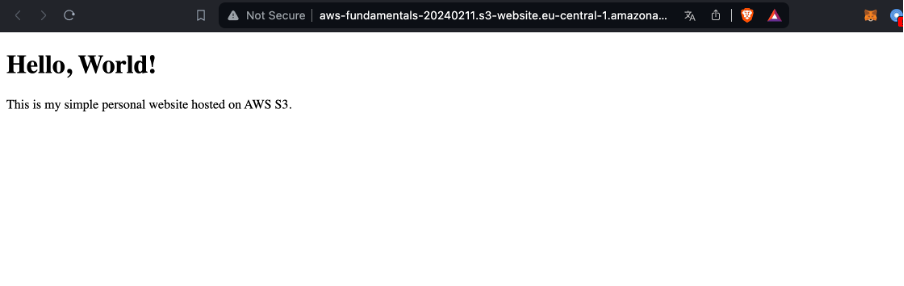 Not Secure | aws-fundamentals-20240211.s3-website.eu-central-1.amazona...
Hello, World!
This is my simple personal website hosted on AWS S3.